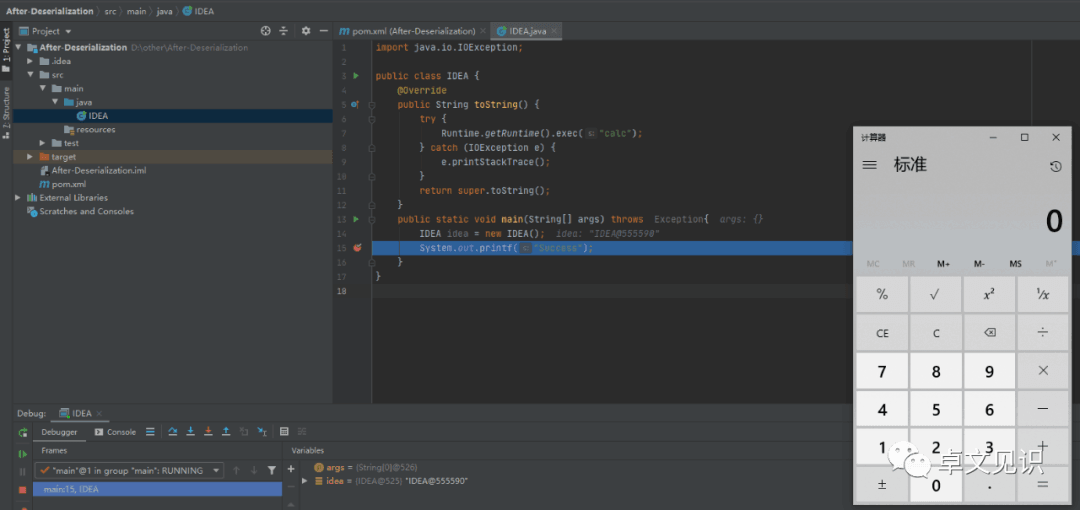 After-Deserialization > src > main > java > IDEA
Project
pom.xml (After-Deserialization)
IDEA.java
1: Project
7: Structure
After-Deserialization D:\other\After-Deserialization
.idea
src
main
java
IDEA
resources
test
target
After-Deserialization.iml
pom.xml
External Libraries
Scratches and Consoles
1 import java.io.IOException;
2
3 public class IDEA {
4 @Override
5 public String toString() {
6 try {
7 Runtime.getRuntime().exec("calc");
8 } catch (IOException e) {
9 e.printStackTrace();
10 }
11 return super.toString();
12 }
13 public static void main(String[] args) throws Exception{ args: {}
14 IDEA idea = new IDEA(); idea: "IDEA@555590"
15 System.out.printf("Success");
16 }
17 }
18
计算器
标准
0
MC MR M+ M- MS M˅
% √ x² ¹/x
CE C ÷
7 8 9 ×
4 5 6 −
1 2 3 +
± 0 . =
卓文见识
Debug: IDEA
Debugger Console
Frames
Variables
"main"@1 in group "main": RUNNING
main:15, IDEA
args = {String[0]@526}
idea = {IDEA@525} "IDEA@555590"